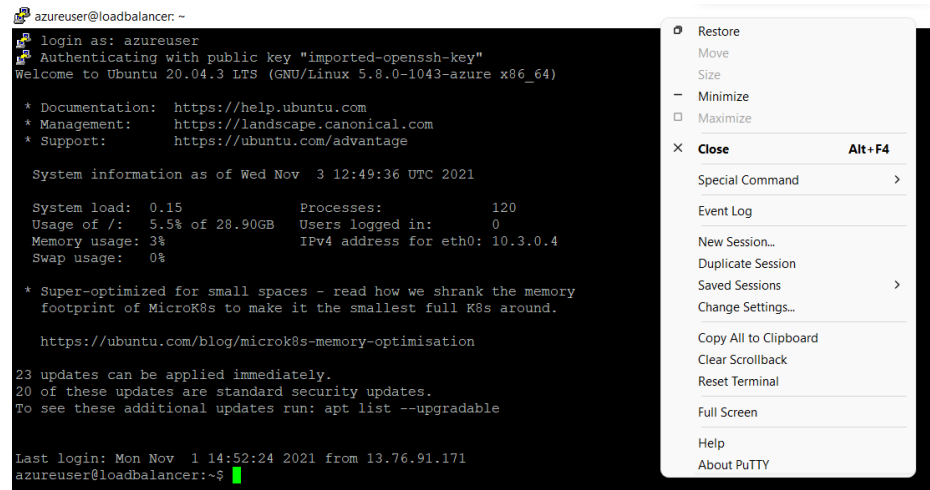 azureuser@loadbalancer: ~
login as: azureuser
Authenticating with public key "imported-openssh-key"
Welcome to Ubuntu 20.04.3 LTS (GNU/Linux 5.8.0-1043-azure x86_64)
* Documentation:  https://help.ubuntu.com
* Management:     https://landscape.canonical.com
* Support:        https://ubuntu.com/advantage
System information as of Wed Nov  3 12:49:36 UTC 2021
System load:  0.15                Processes:             120
Usage of /:   5.5% of 28.90GB   Users logged in:       0
Memory usage: 3%                  IPv4 address for eth0: 10.3.0.4
Swap usage:   0%
* Super-optimized for small spaces - read how we shrank the memory
footprint of MicroK8s to make it the smallest full K8s around.
https://ubuntu.com/blog/microk8s-memory-optimisation
23 updates can be applied immediately.
20 of these updates are standard security updates.
To see these additional updates run: apt list --upgradable
Last login: Mon Nov  1 14:52:24 2021 from 13.76.91.171
azureuser@loadbalancer:~$
Restore
Move
Size
Minimize
Maximize
Close Alt+F4
Special Command
Event Log
New Session...
Duplicate Session
Saved Sessions
Change Settings...
Copy All to Clipboard
Clear Scrollback
Reset Terminal
Full Screen
Help
About PuTTY